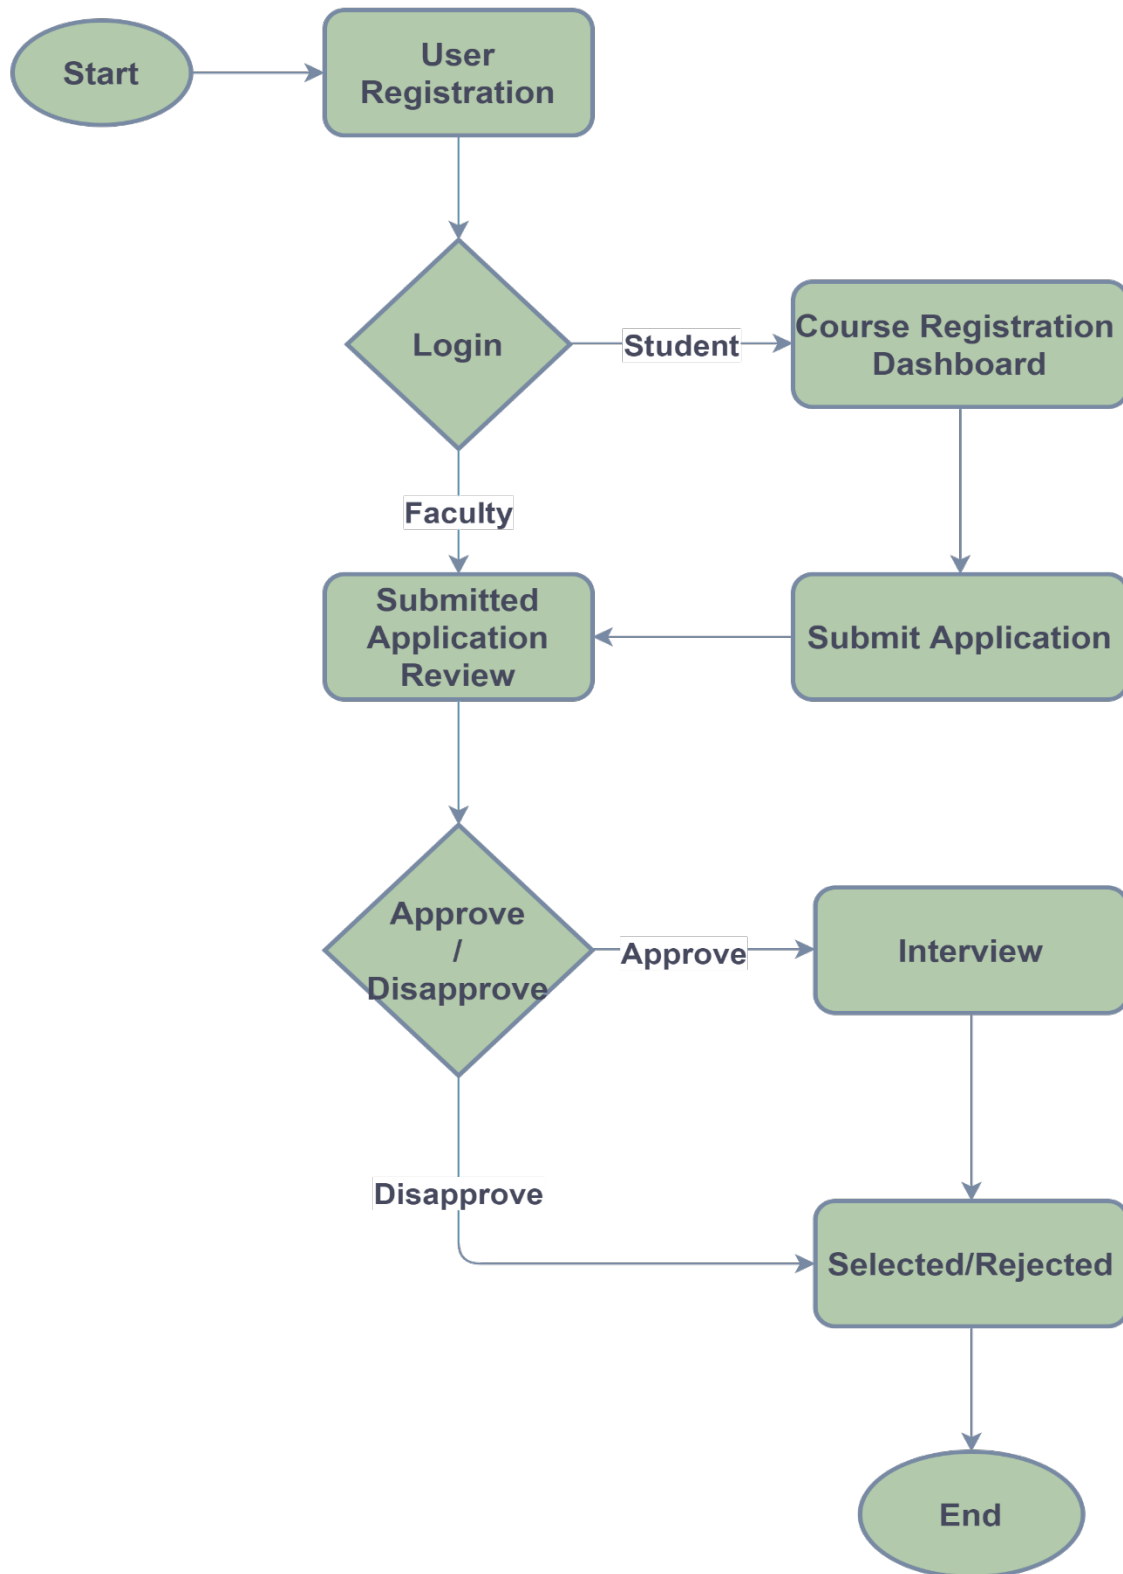 Start
User
Registration
Login
Student
Course Registration
Dashboard
Faculty
Submitted
Application
Review
Submit Application
Approve
/
Disapprove
Approve
Interview
Disapprove
Selected/Rejected
End